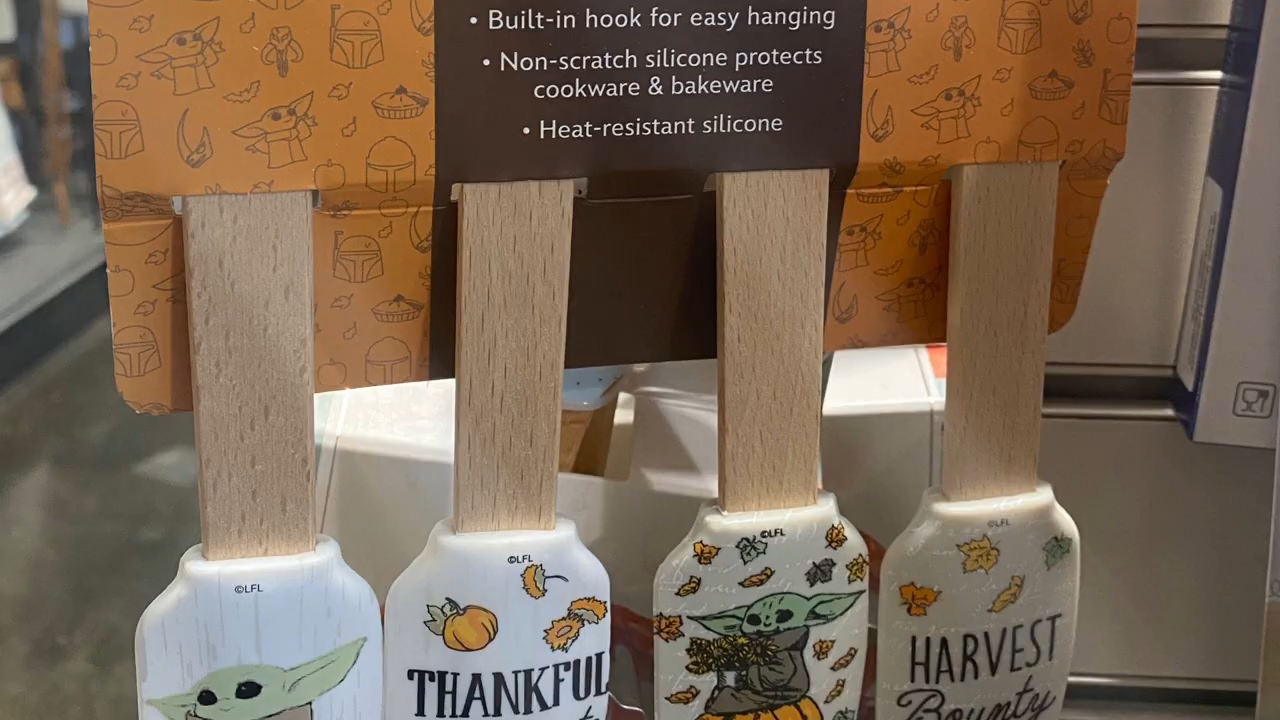 • Built-in hook for easy hanging
• Non-scratch silicone protects
cookware & bakeware
• Heat-resistant silicone
©LFL
©LFL
©LFL
©LFL
THANKFUL
HARVEST
Bounty